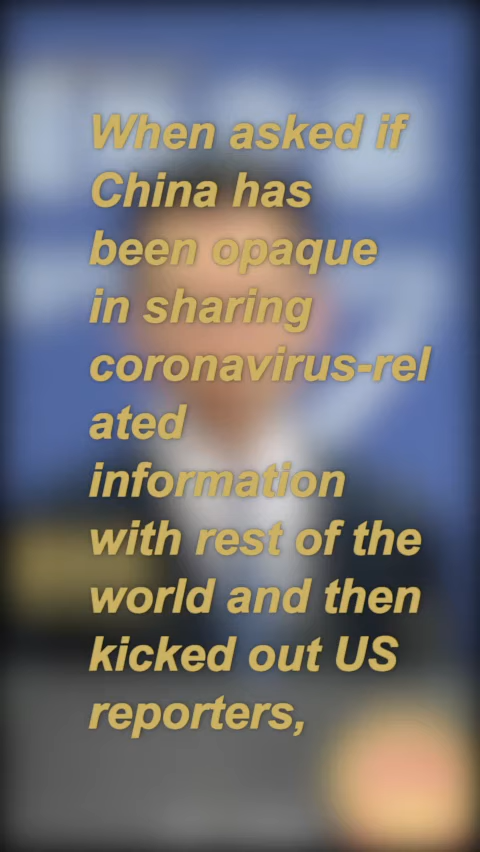 When asked if
China has
been opaque
in sharing
coronavirus-rel
ated
information
with rest of the
world and then
kicked out US
reporters,